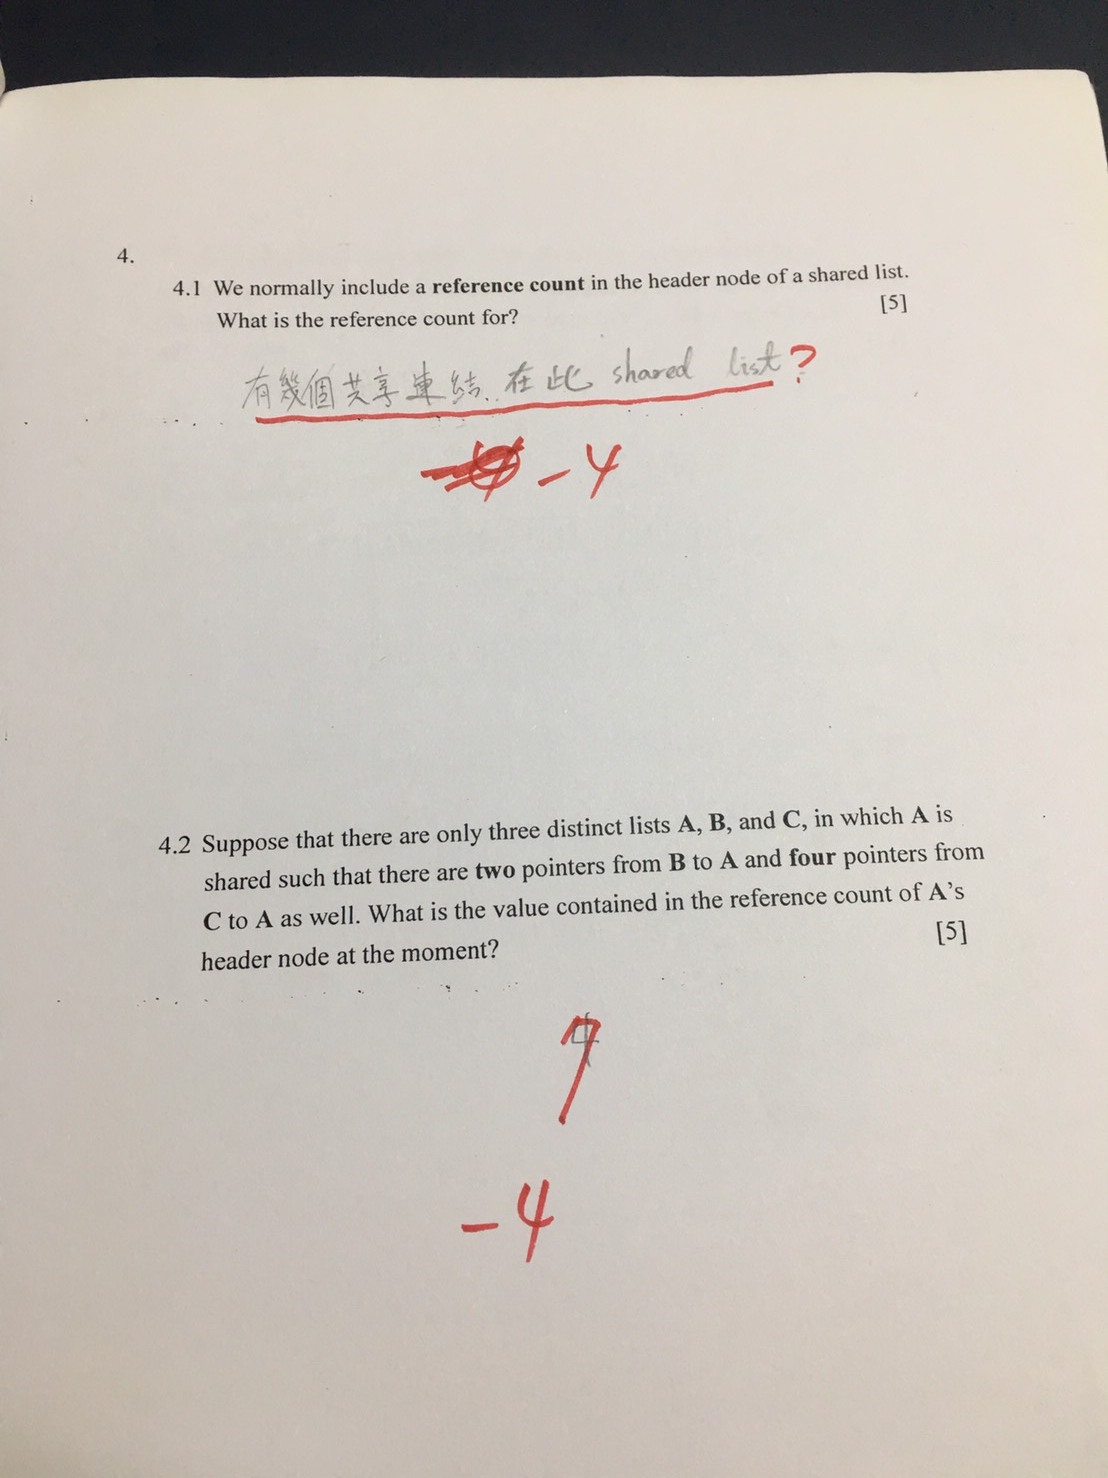 4.
4.1 We normally include a reference count in the header node of a shared list.
What is the reference count for?
[5]
有幾個共享連結在此 shared list?
-4
4.2 Suppose that there are only three distinct lists A, B, and C, in which A is
shared such that there are two pointers from B to A and four pointers from
C to A as well. What is the value contained in the reference count of A's
header node at the moment?
[5]
-4